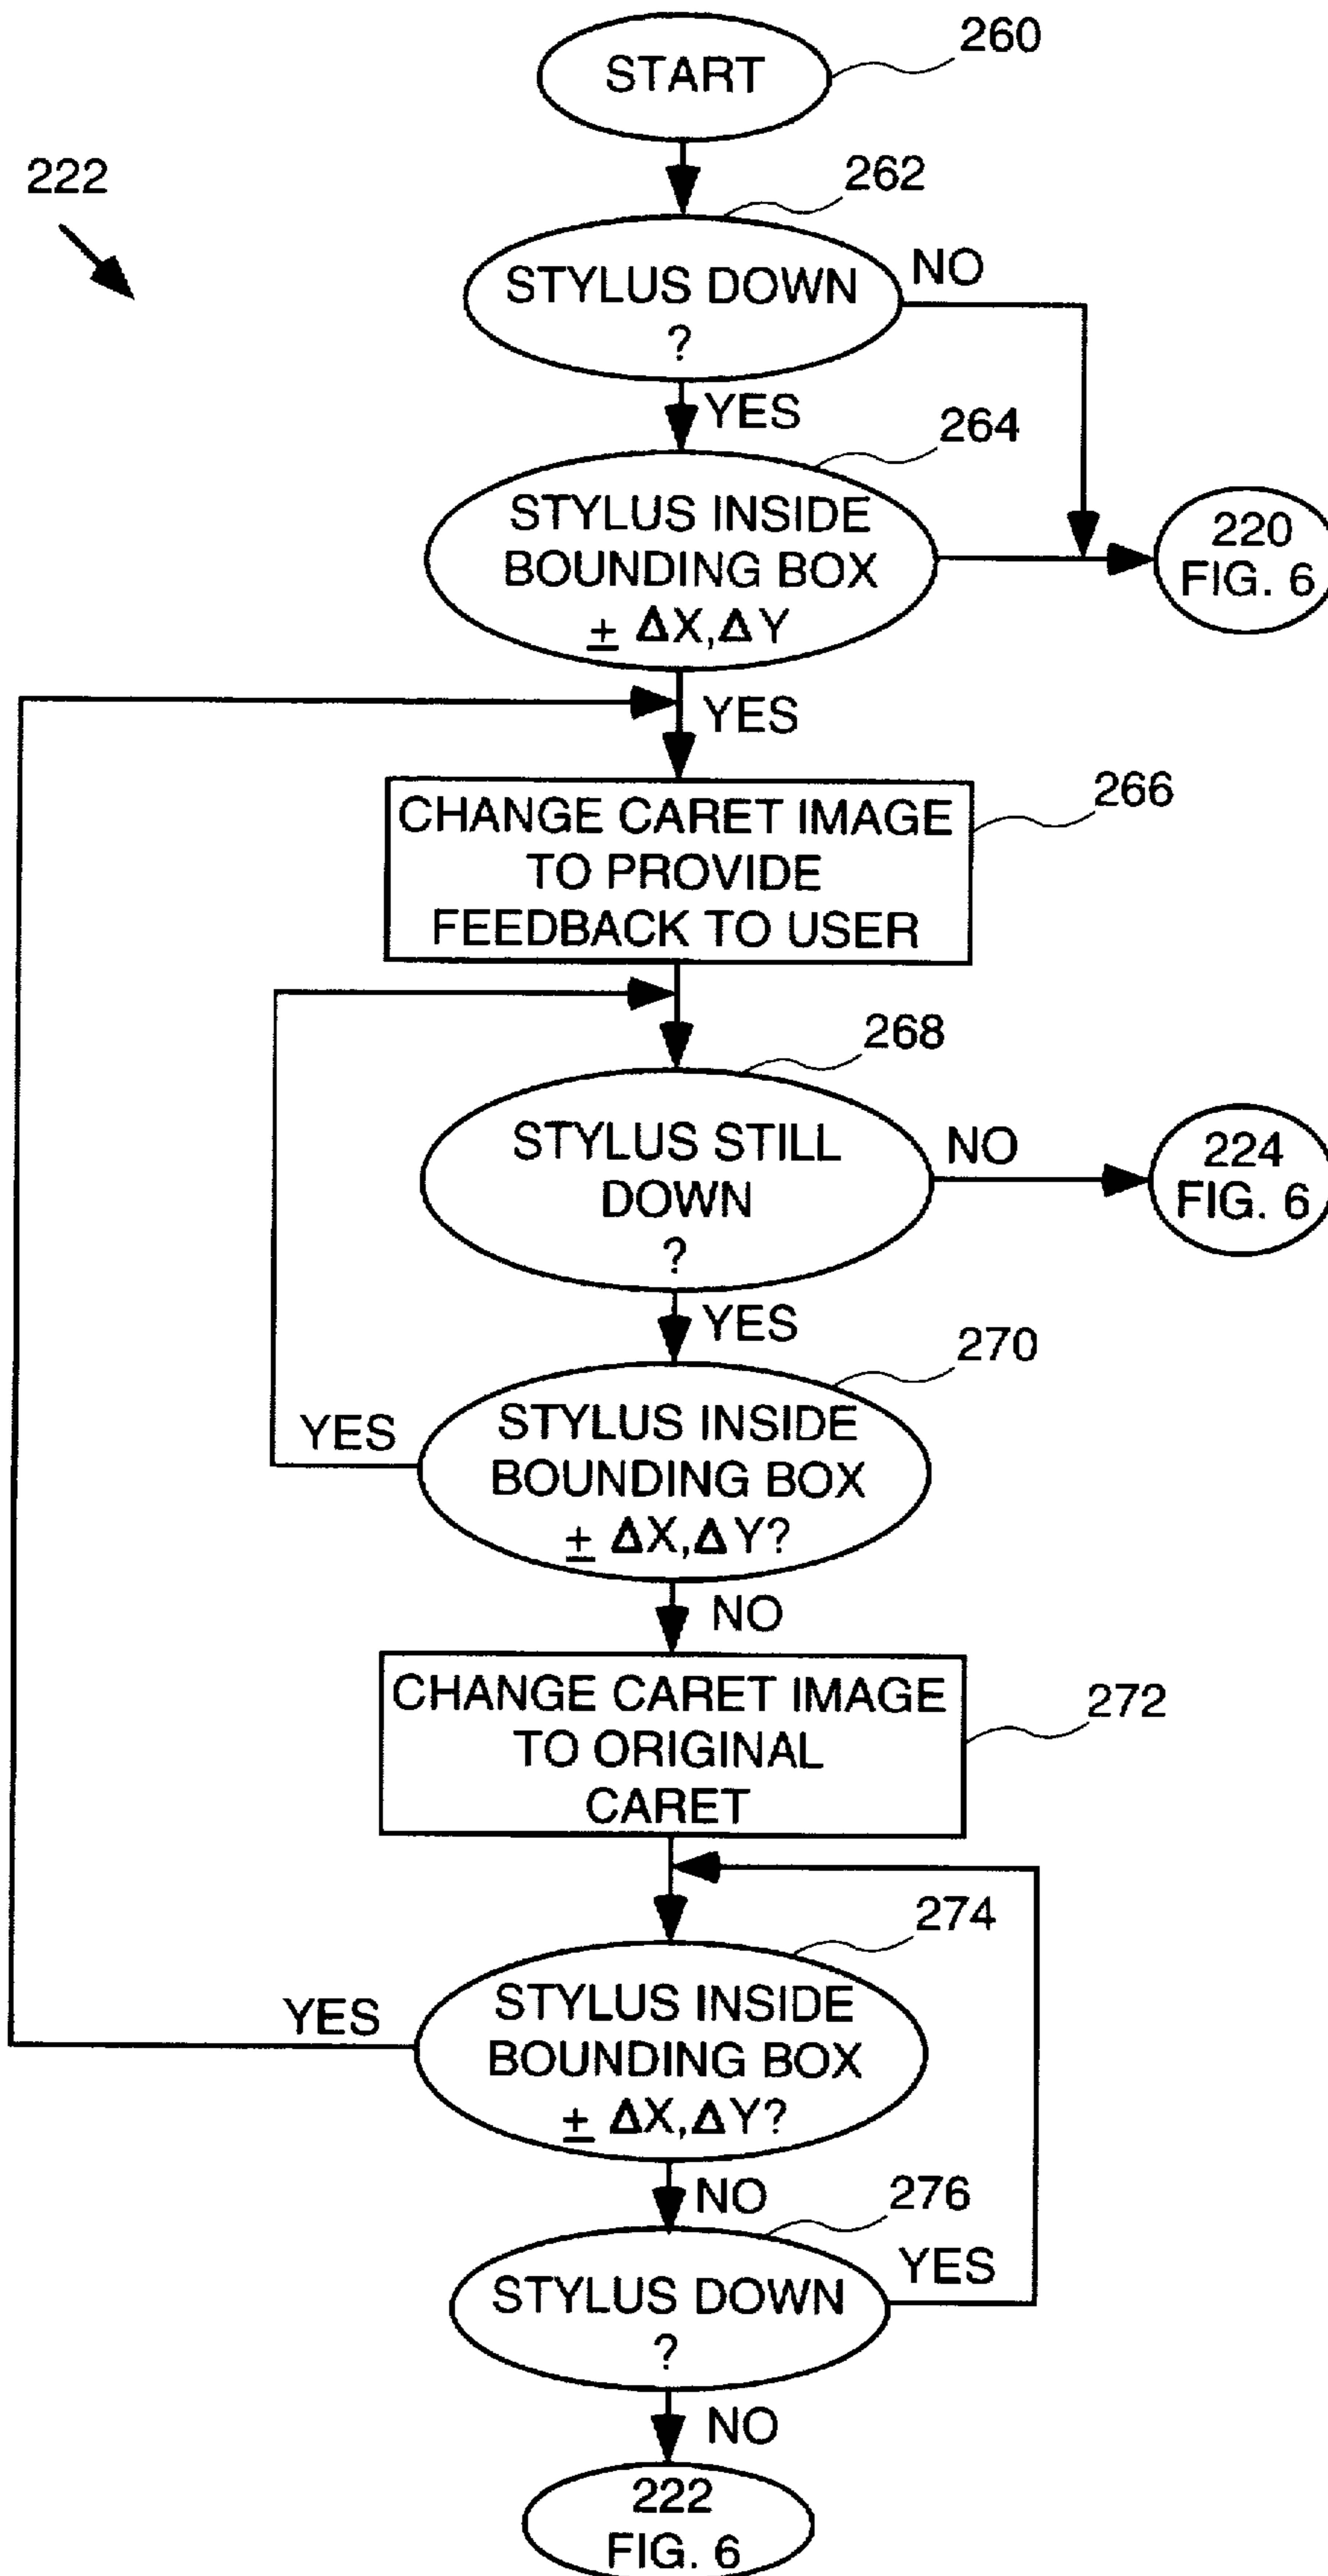 260
START
222
262
STYLUS DOWN
?
NO
YES
264
STYLUS INSIDE
BOUNDING BOX
± ΔX,ΔY
220
FIG. 6
YES
266
CHANGE CARET IMAGE
TO PROVIDE
FEEDBACK TO USER
268
STYLUS STILL
DOWN
?
NO
224
FIG. 6
YES
270
STYLUS INSIDE
BOUNDING BOX
± ΔX,ΔY?
YES
NO
272
CHANGE CARET IMAGE
TO ORIGINAL
CARET
274
STYLUS INSIDE
BOUNDING BOX
± ΔX,ΔY?
YES
NO
276
STYLUS DOWN
?
YES
NO
222
FIG. 6